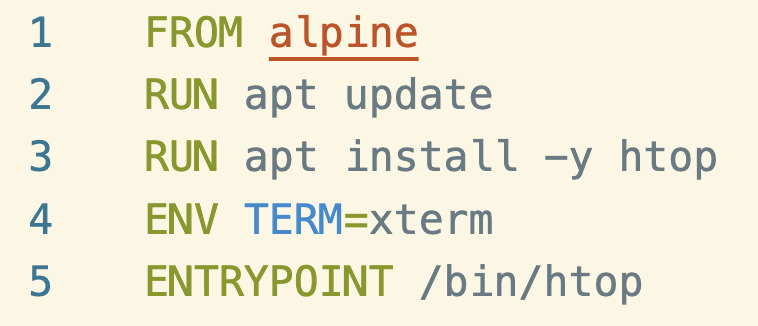 1 FROM alpine
2 RUN apt update
3 RUN apt install -y htop
4 ENV TERM=xterm
5 ENTRYPOINT /bin/htop